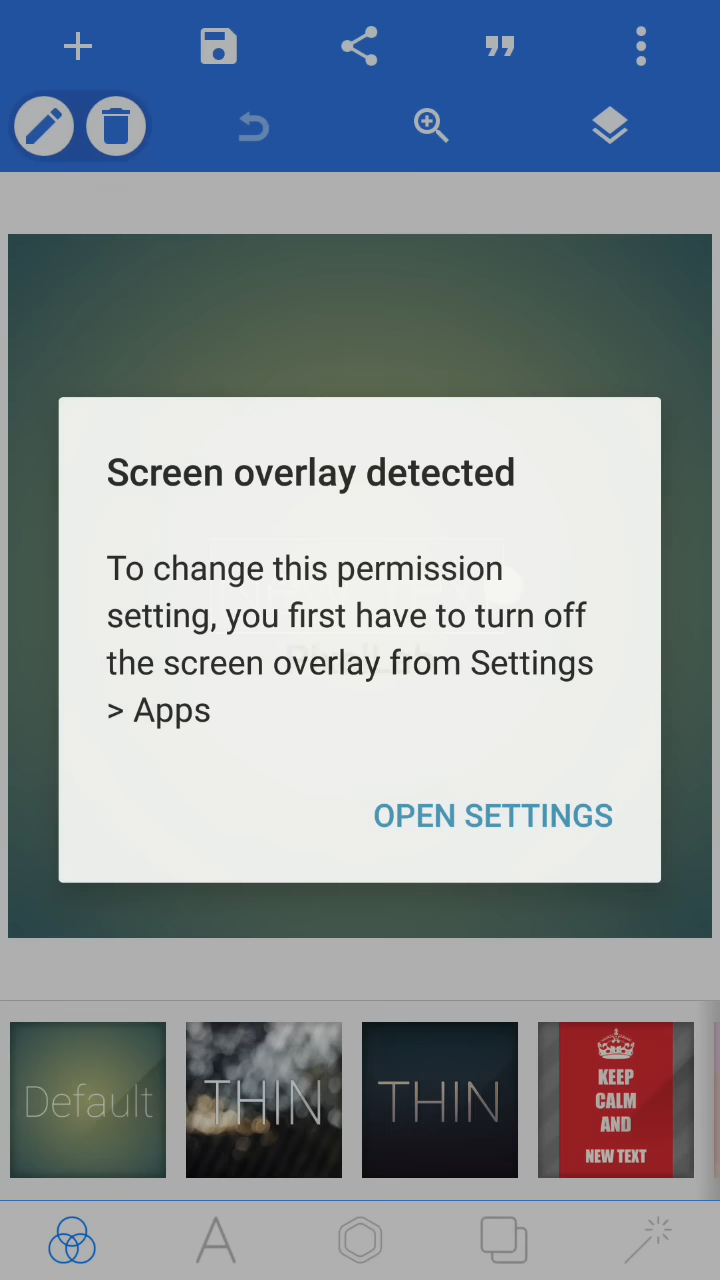 Screen overlay detected
To change this permission
setting, you first have to turn off
the screen overlay from Settings
> Apps
OPEN SETTINGS
Default
THIN
THIN
KEEP
CALM
AND
NEW TEXT